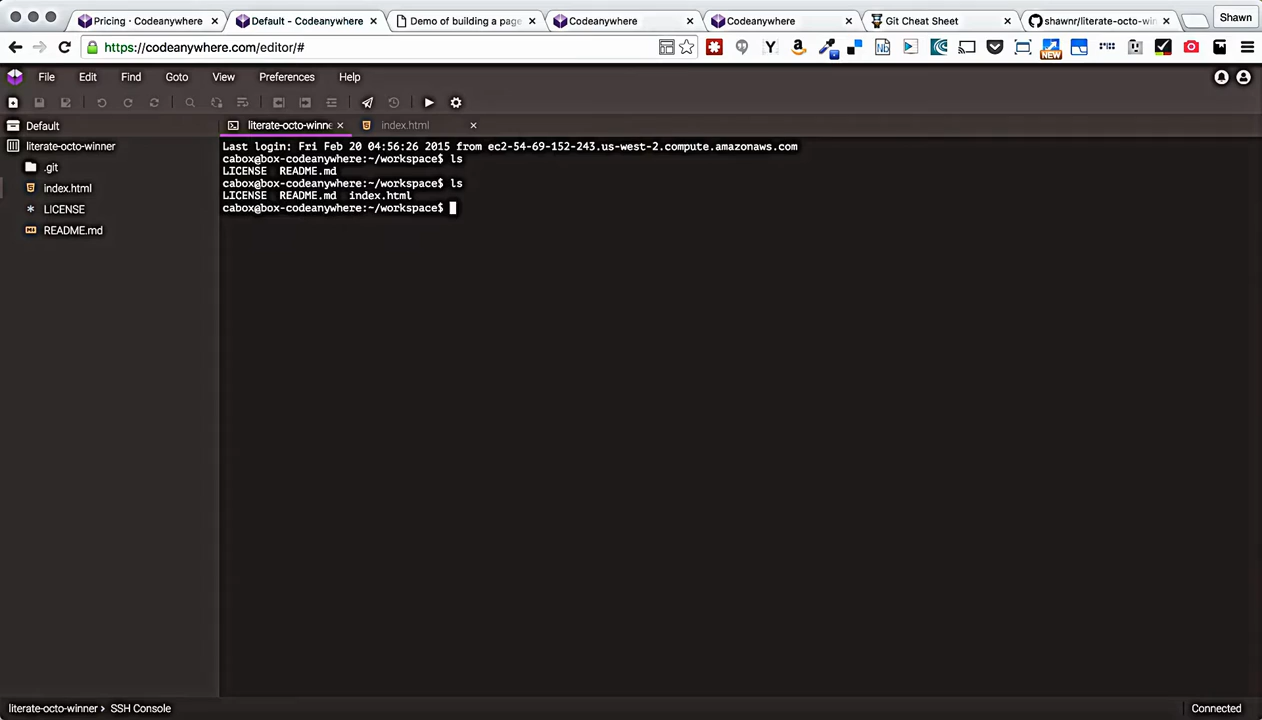 Pricing · Codeanywhere
Default - Codeanywhere
Demo of building a page
Codeanywhere
Codeanywhere
Git Cheat Sheet
shawnr/literate-octo-win
Shawn
https://codeanywhere.com/editor/#
NEW
File Edit Find Goto View Preferences Help
Default
literate-octo-winne
index.html
literate-octo-winner
.git
index.html
LICENSE
README.md
Last login: Fri Feb 20 04:56:26 2015 from ec2-54-69-152-243.us-west-2.compute.amazonaws.com
cabox@box-codeanywhere:~/workspace$ ls
LICENSE README.md
cabox@box-codeanywhere:~/workspace$ ls
LICENSE README.md index.html
cabox@box-codeanywhere:~/workspace$
literate-octo-winner > SSH Console
Connected